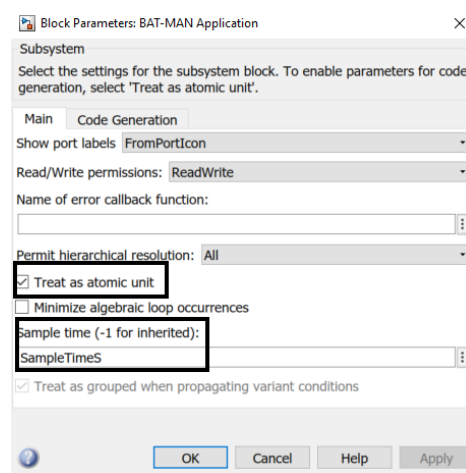 Block Parameters: BAT-MAN Application
Subsystem
Select the settings for the subsystem block. To enable parameters for code
generation, select 'Treat as atomic unit'.
Main Code Generation
Show port labels FromPortIcon
Read/Write permissions: ReadWrite
Name of error callback function:
Permit hierarchical resolution: All
Treat as atomic unit
Minimize algebraic loop occurrences
Sample time (-1 for inherited):
SampleTimeS
Treat as grouped when propagating variant conditions
OK Cancel Help Apply